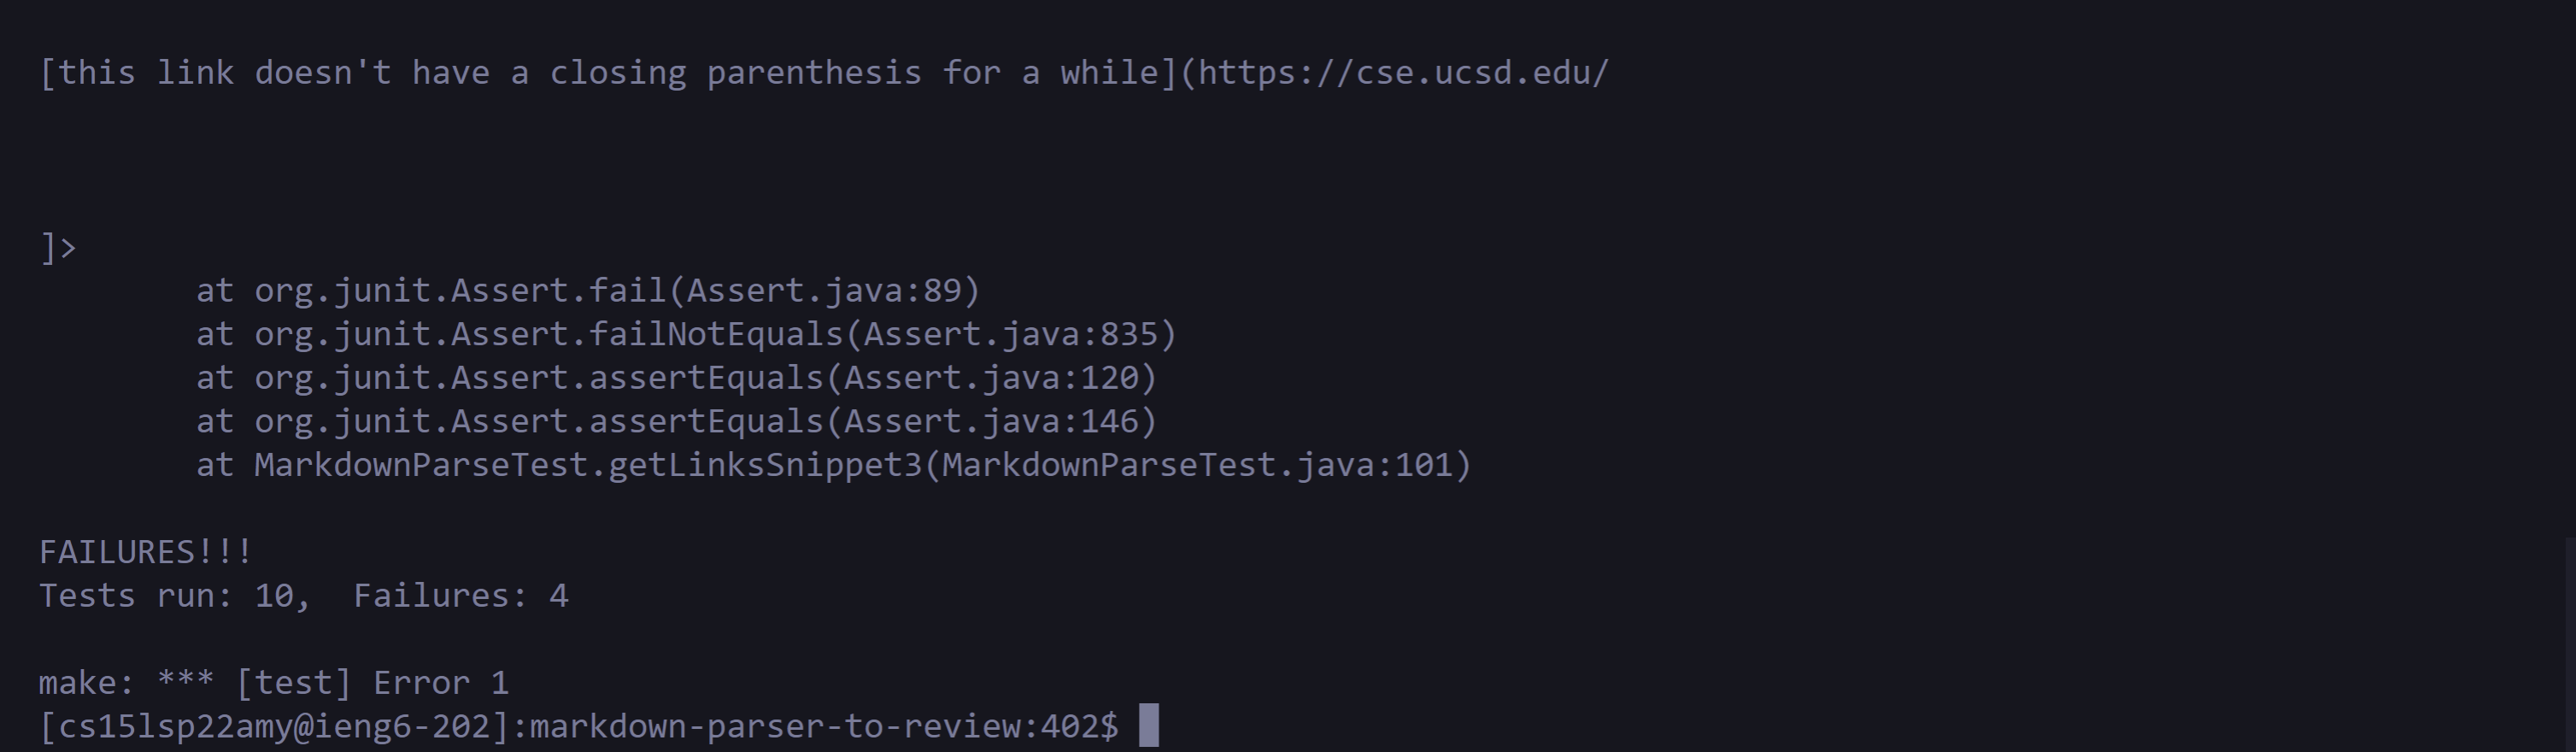 [this link doesn't have a closing parenthesis for a while](https://cse.ucsd.edu/
]>
at org.junit.Assert.fail(Assert.java:89)
at org.junit.Assert.failNotEquals(Assert.java:835)
at org.junit.Assert.assertEquals(Assert.java:120)
at org.junit.Assert.assertEquals(Assert.java:146)
at MarkdownParseTest.getLinksSnippet3(MarkdownParseTest.java:101)
FAILURES!!!
Tests run: 10,  Failures: 4
make: *** [test] Error 1
[cs15lsp22amy@ieng6-202]:markdown-parser-to-review:402$